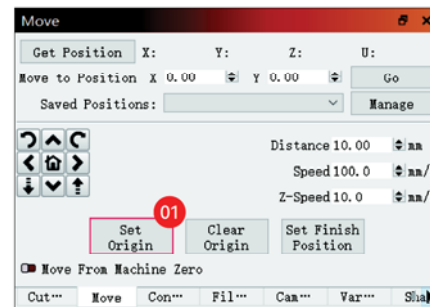 Move
Get Position X: Y: Z: U:
Move to Position X 0.00 Y 0.00 Go
Saved Positions: Manage
Distance 10.00 mm
Speed 100.0 mm/
Z-Speed 10.0 mm/
01
Set Origin Clear Origin Set Finish Position
Move From Machine Zero
Cut··· Move Con··· Fil··· Cam··· Var··· Sha